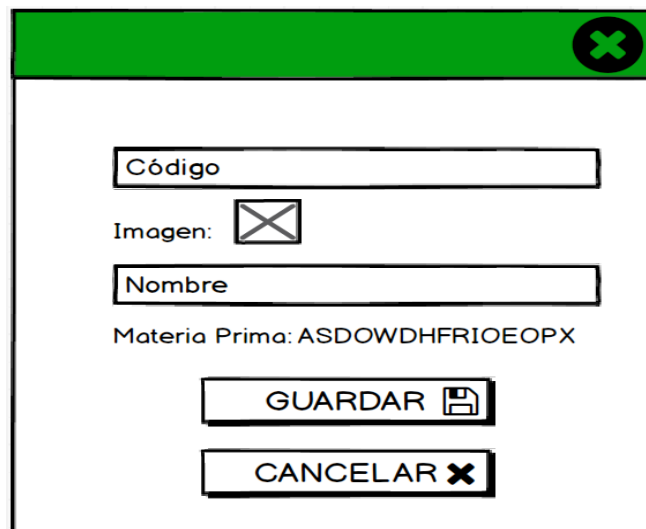 Código
Imagen:
Nombre
Materia Prima: ASDOWDHFRIOEOPX
GUARDAR
CANCELAR